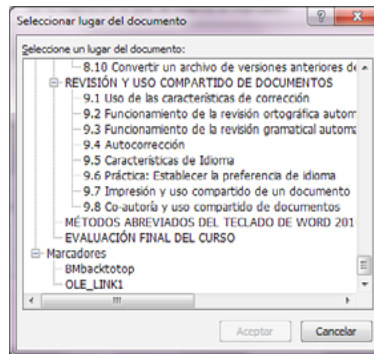 Seleccionar lugar del documento
Seleccione un lugar del documento:
8.10 Convertir un archivo de versiones anteriores de
REVISIÓN Y USO COMPARTIDO DE DOCUMENTOS
9.1 Uso de las características de corrección
9.2 Funcionamiento de la revisión ortográfica autom
9.3 Funcionamiento de la revisión gramatical automa
9.4 Autocorrección
9.5 Características de Idioma
9.6 Práctica: Establecer la preferencia de idioma
9.7 Impresión y uso compartido de un documento
9.8 Co-autoría y uso compartido de documentos
MÉTODOS ABREVIADOS DEL TECLADO DE WORD 201
EVALUACIÓN FINAL DEL CURSO
Marcadores
BMbacktotop
OLE_LINK1
Aceptar
Cancelar